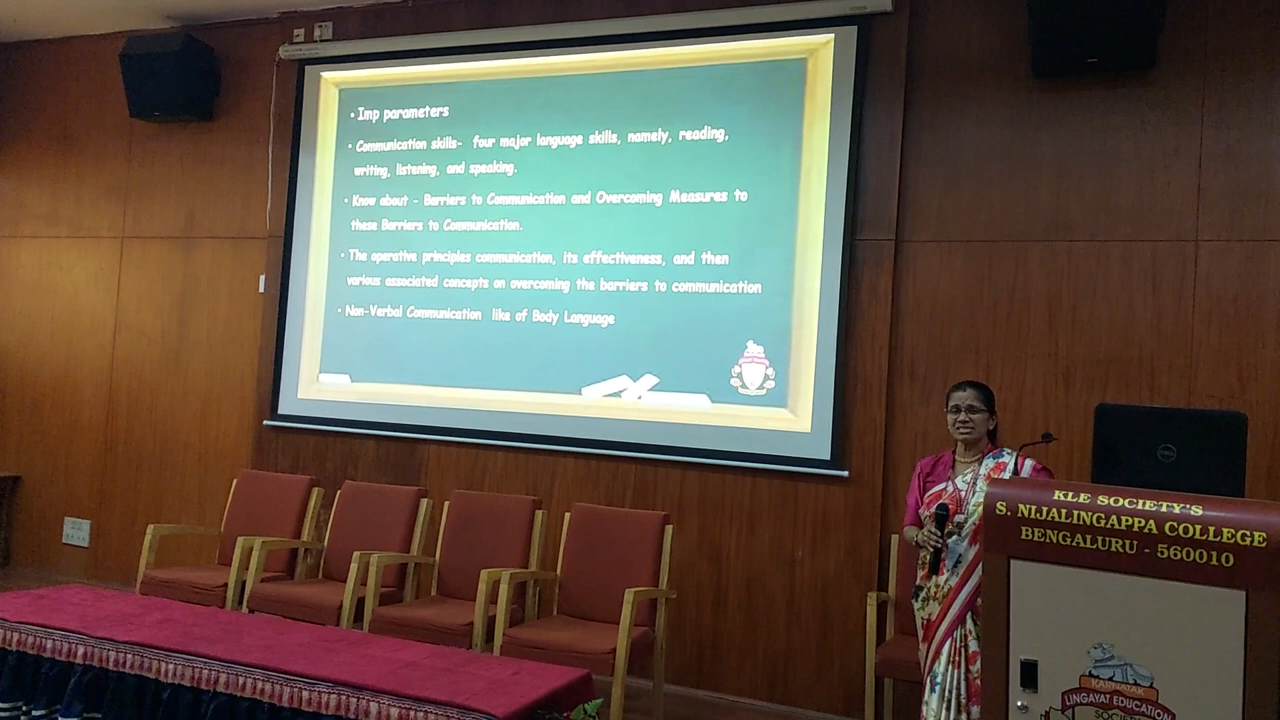 • Imp parameters
• Communication skills- four major language skills, namely, reading,
writing, listening, and speaking.
• Know about - Barriers to Communication and Overcoming Measures to
these Barriers to Communication.
• The operative principles communication, its effectiveness, and then
various associated concepts on overcoming the barriers to communication
• Non-Verbal Communication like of Body Language
DELL
KLE SOCIETY'S
S. NIJALINGAPPA COLLEGE
BENGALURU - 560010
KARNATAK
LINGAYAT EDUCATION
SOCIETY